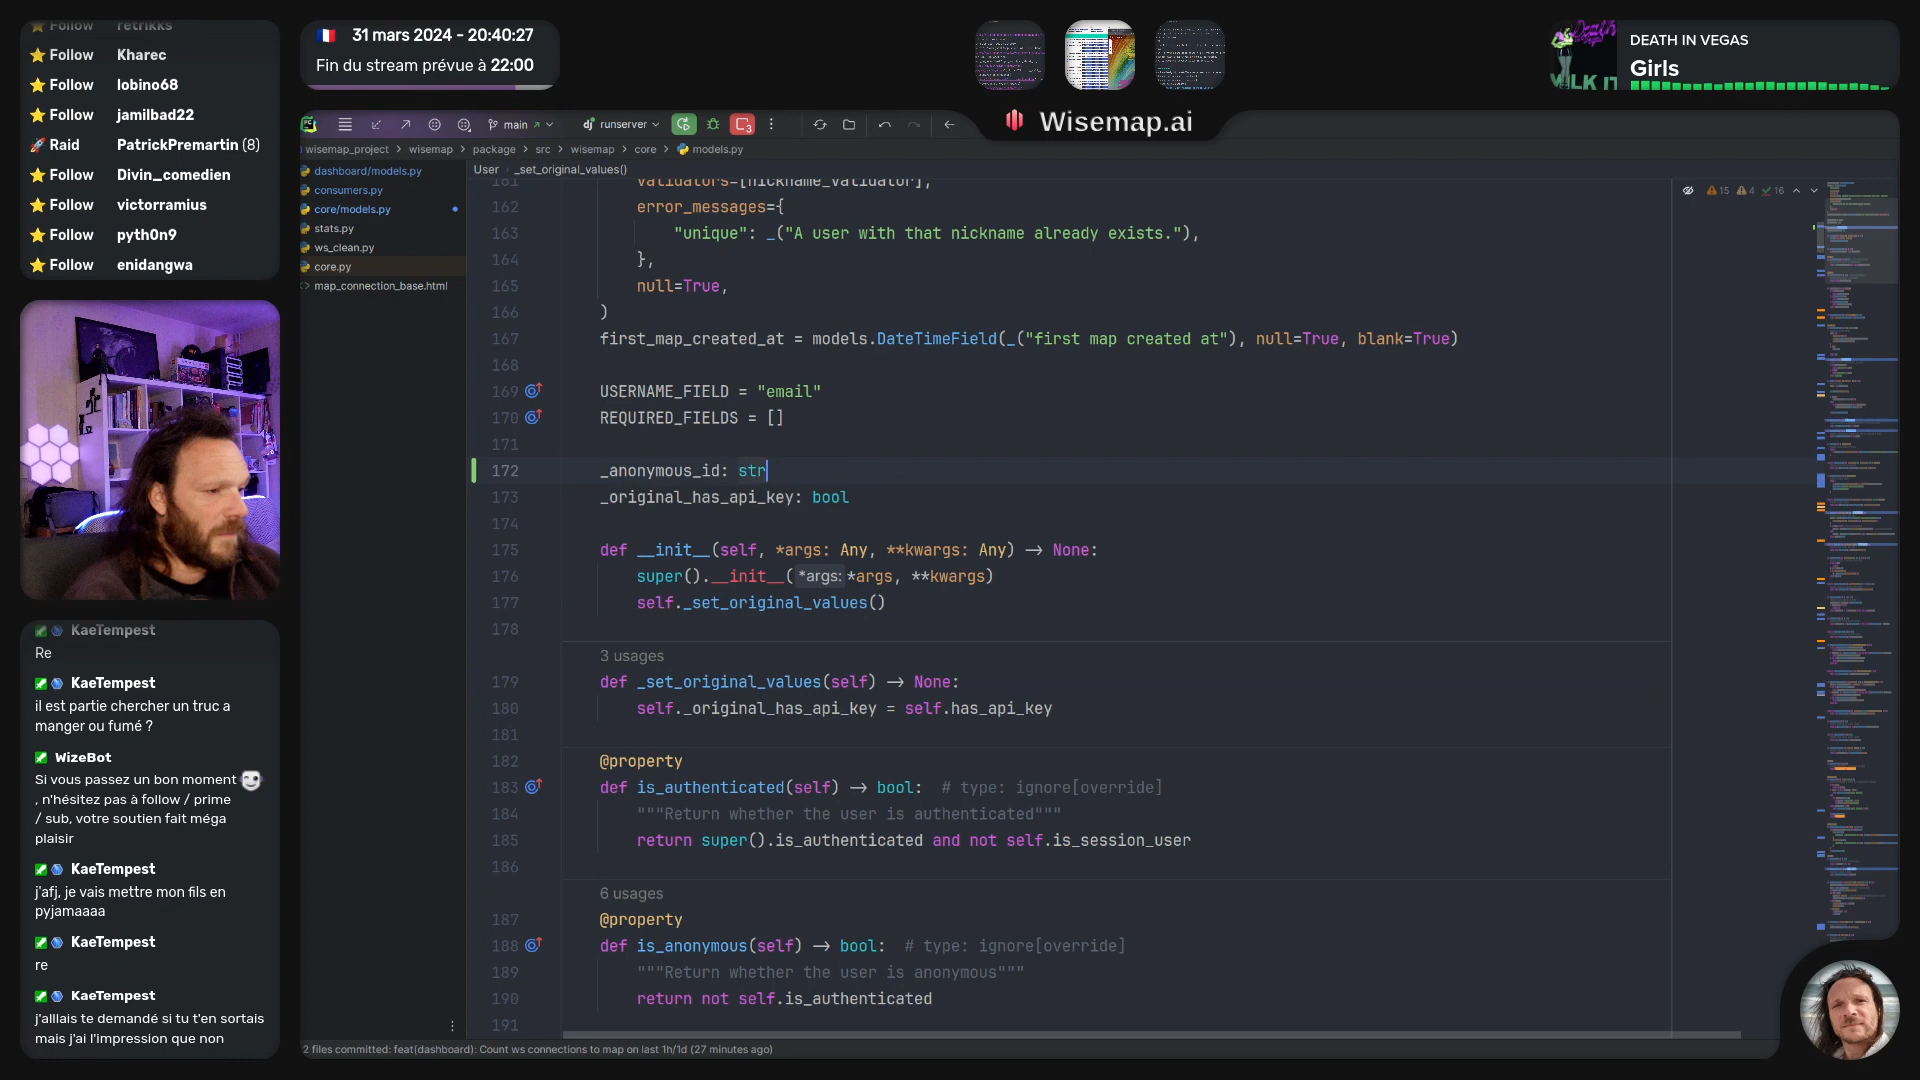 Follow retrikks
Follow Kharec
Follow lobino68
Follow jamilbad22
Raid PatrickPremartin (8)
Follow Divin_comedien
Follow victorramius
Follow pyth0n9
Follow enidangwa
31 mars 2024 - 20:40:27
Fin du stream prévue à 22:00
DEATH IN VEGAS
Girls
Wisemap.ai
main
dj runserver
3
wisemap_project > wisemap > package > src > wisemap > core > models.py
dashboard/models.py
consumers.py
core/models.py
stats.py
ws_clean.py
core.py
map_connection_base.html
User _set_original_values()
15 4 16
161 validators=[nickname_validator],
162 error_messages={
163 "unique": _("A user with that nickname already exists."),
164 },
165 null=True,
166 )
167 first_map_created_at = models.DateTimeField(_("first map created at"), null=True, blank=True)
168
169 USERNAME_FIELD = "email"
170 REQUIRED_FIELDS = []
171
172 _anonymous_id: str
173 _original_has_api_key: bool
174
175 def __init__(self, *args: Any, **kwargs: Any) → None:
176 super().__init__(*args: *args, **kwargs)
177 self._set_original_values()
178
3 usages
179 def _set_original_values(self) → None:
180 self._original_has_api_key = self.has_api_key
181
182 @property
183 def is_authenticated(self) → bool: # type: ignore[override]
184 """Return whether the user is authenticated"""
185 return super().is_authenticated and not self.is_session_user
186
6 usages
187 @property
188 def is_anonymous(self) → bool: # type: ignore[override]
189 """Return whether the user is anonymous"""
190 return not self.is_authenticated
191
2 files committed: feat(dashboard): Count ws connections to map on last 1h/1d (27 minutes ago)
KaeTempest
Re
KaeTempest
il est partie chercher un truc a
manger ou fumé ?
WizeBot
Si vous passez un bon moment
, n'hésitez pas à follow / prime
/ sub, votre soutien fait méga
plaisir
KaeTempest
j'afj, je vais mettre mon fils en
pyjamaaaa
KaeTempest
re
KaeTempest
j'alllais te demandé si tu t'en sortais
mais j'ai l'impression que non